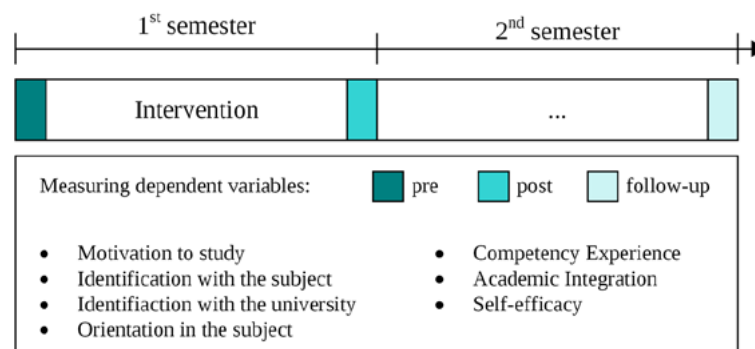 1st semester
2nd semester
Intervention
...
Measuring dependent variables:
pre
post
follow-up
• Motivation to study
• Identification with the subject
• Identifiaction with the university
• Orientation in the subject
• Competency Experience
• Academic Integration
• Self-efficacy